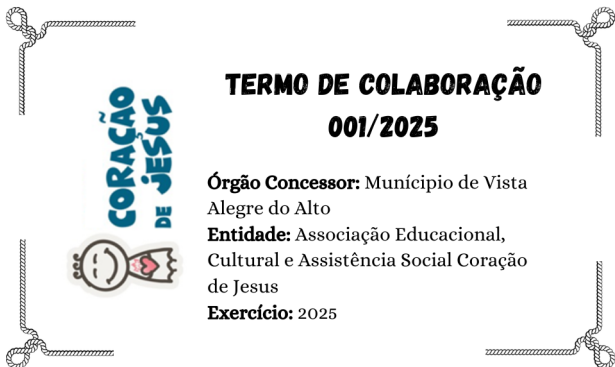 CORAÇÃO
DE JESUS
TERMO DE COLABORAÇÃO
001/2025
Órgão Concessor: Munícipio de Vista
Alegre do Alto
Entidade: Associação Educacional,
Cultural e Assistência Social Coração
de Jesus
Exercício: 2025